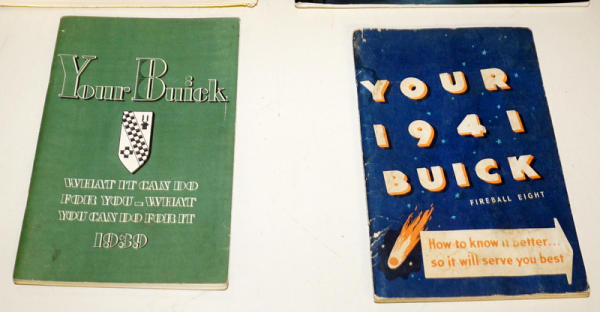 Your Buick
WHAT IT CAN DO
FOR YOU—WHAT
YOU CAN DO FOR IT
1939
YOUR
1941
BUICK
FIREBALL EIGHT
How to know it better...
so it will serve you best